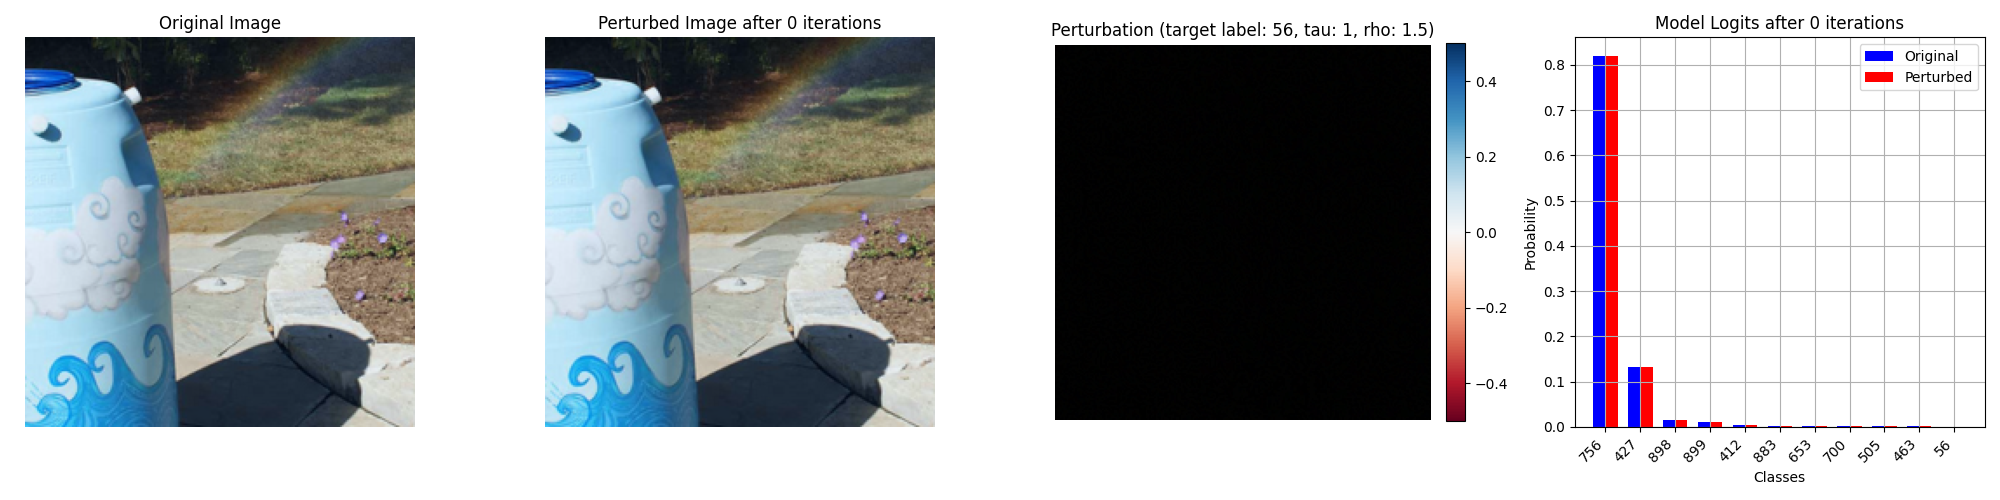 Original Image
Perturbed Image after 0 iterations
Perturbation (target label: 56, tau: 1, rho: 1.5)
0.4
0.2
0.0
−0.2
−0.4
Model Logits after 0 iterations
Original
Perturbed
Probability
0.8
0.7
0.6
0.5
0.4
0.3
0.2
0.1
0.0
756 427 898 899 412 883 653 700 505 463 56
Classes